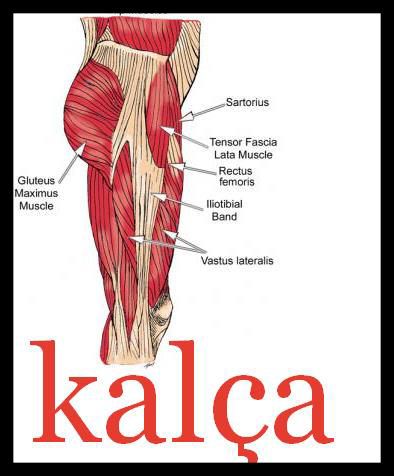 Sartorius
Tensor Fascia
Lata Muscle
Rectus
femoris
Gluteus
Maximus
Muscle
Iliotibial
Band
Vastus lateralis
kalça